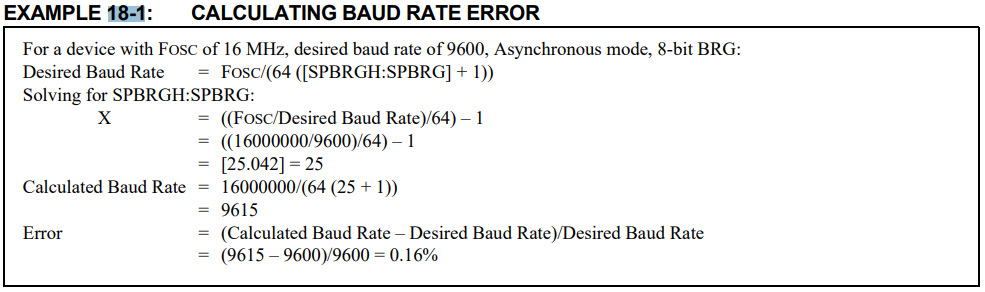 EXAMPLE 18-1: CALCULATING BAUD RATE ERROR
For a device with FOSC of 16 MHz, desired baud rate of 9600, Asynchronous mode, 8-bit BRG:
Desired Baud Rate = FOSC/(64 ([SPBRGH:SPBRG] + 1))
Solving for SPBRGH:SPBRG:
X = ((FOSC/Desired Baud Rate)/64) – 1
= ((16000000/9600)/64) – 1
= [25.042] = 25
Calculated Baud Rate = 16000000/(64 (25 + 1))
= 9615
Error = (Calculated Baud Rate – Desired Baud Rate)/Desired Baud Rate
= (9615 – 9600)/9600 = 0.16%